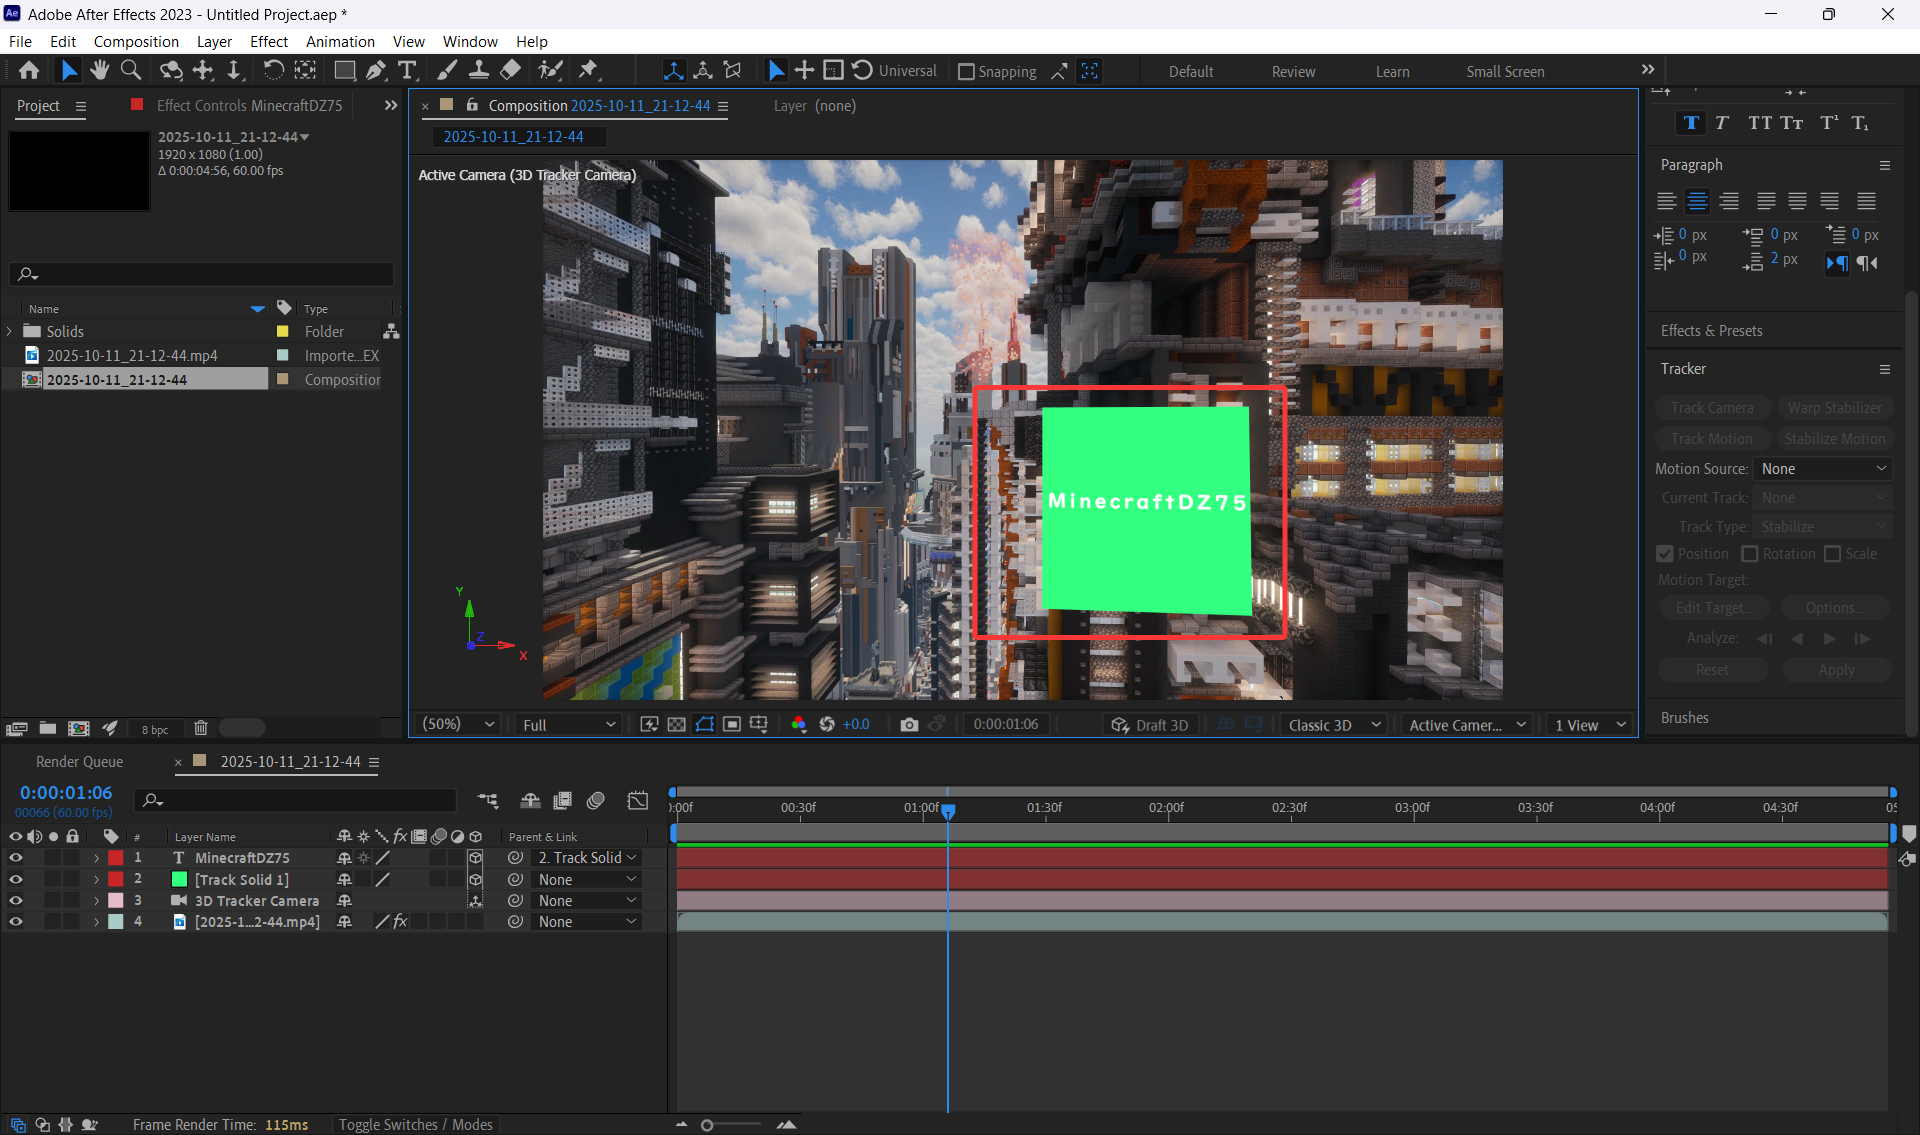 Ae Adobe After Effects 2023 - Untitled Project.aep *
File Edit Composition Layer Effect Animation View Window Help
Universal Snapping Default Review Learn Small Screen
Project Effect Controls MinecraftDZ75
2025-10-11_21-12-44
1920 x 1080 (1.00)
Δ 0:00:04:56, 60.00 fps
Name Type
Solids Folder
2025-10-11_21-12-44.mp4 Importe...EX
2025-10-11_21-12-44 Composition
8 bpc
Composition 2025-10-11_21-12-44 Layer (none)
2025-10-11_21-12-44
Active Camera (3D Tracker Camera)
MinecraftDZ75
Y
Z
X
(50%) Full +0.0 0:00:01:06 Draft 3D Classic 3D Active Camer... 1 View
T T TT TT T¹ T₁
Paragraph
0 px 0 px 0 px
0 px 2 px
Effects & Presets
Tracker
Track Camera Warp Stabilizer
Track Motion Stabilize Motion
Motion Source: None
Current Track: None
Track Type: Stabilize
Position Rotation Scale
Motion Target:
Edit Target... Options...
Analyze:
Reset Apply
Brushes
Render Queue 2025-10-11_21-12-44
0:00:01:06
00066 (60.00 fps)
):00f 00:30f 01:00f 01:30f 02:00f 02:30f 03:00f 03:30f 04:00f 04:30f 05
# Layer Name fx Parent & Link
1 T MinecraftDZ75 2. Track Solid
2 [Track Solid 1] None
3 3D Tracker Camera None
4 [2025-1...2-44.mp4] fx None
Frame Render Time: 115ms Toggle Switches / Modes